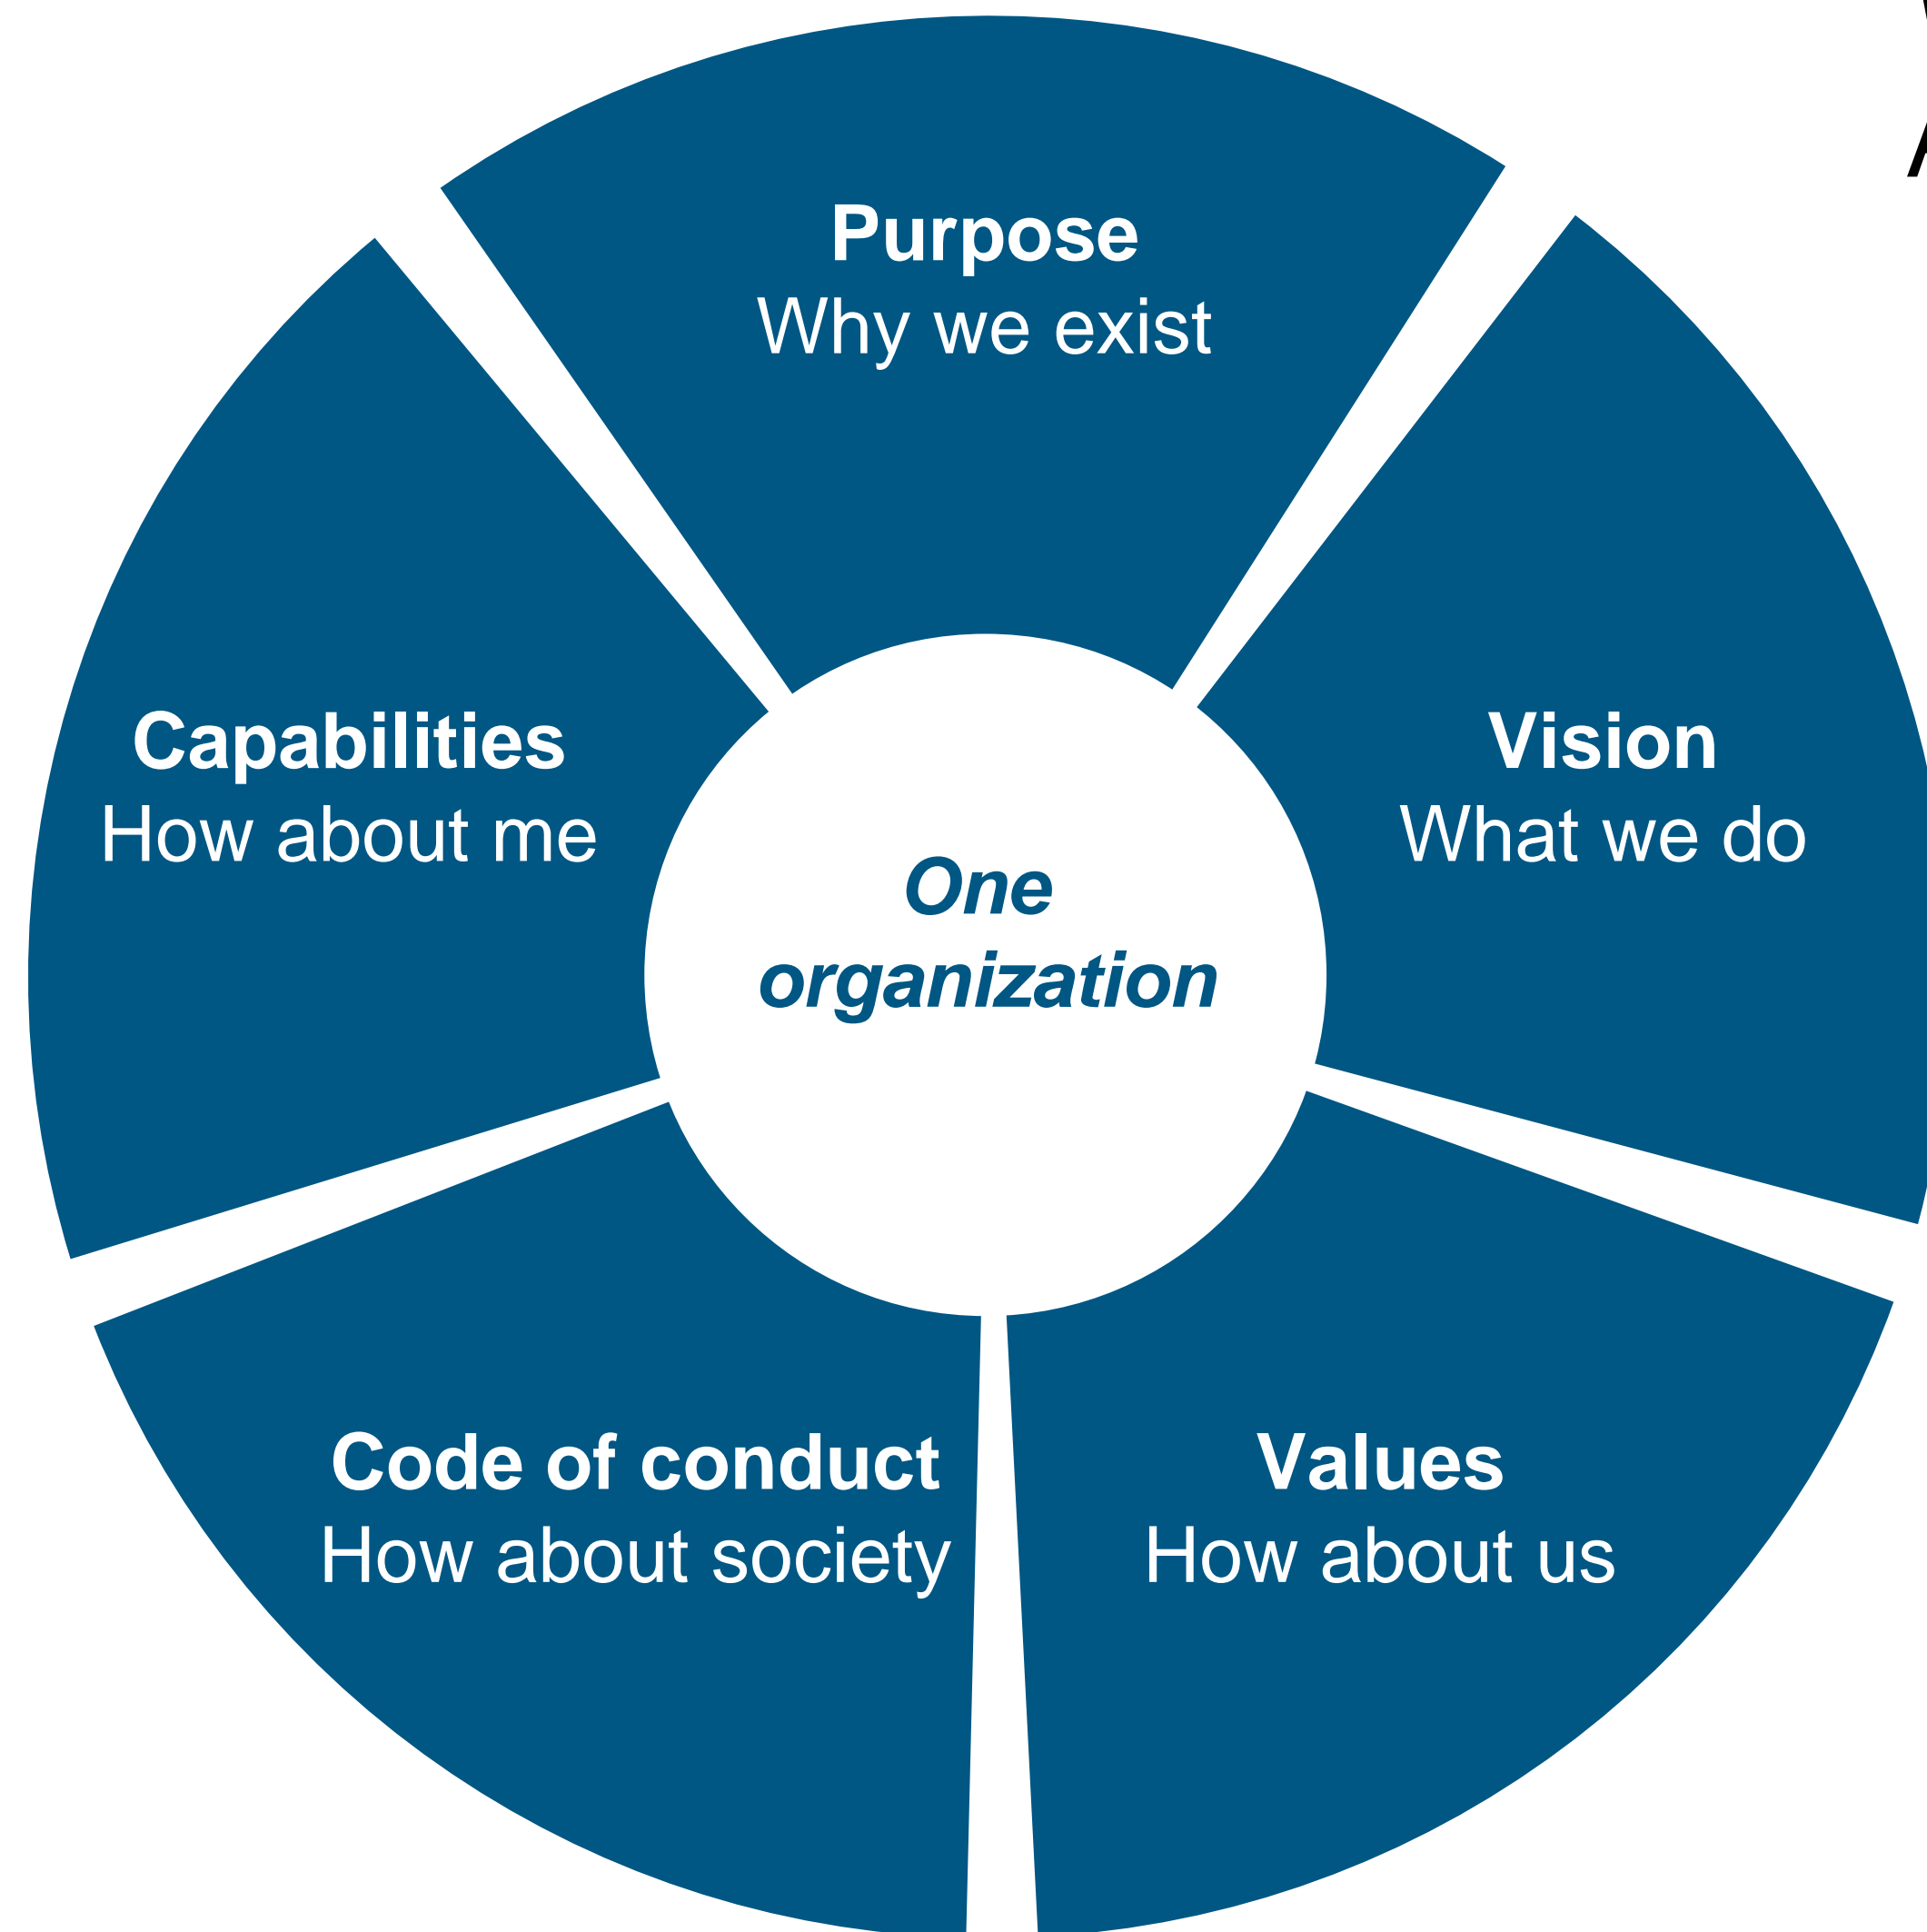 Purpose
Why we exist
Capabilities
How about me
Vision
What we do
One
organization
Code of conduct
How about society
Values
How about us